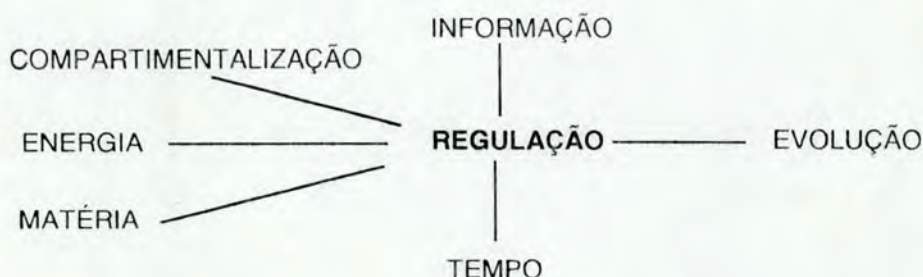 INFORMAÇÃO
COMPARTIMENTALIZAÇÃO
ENERGIA
REGULAÇÃO
EVOLUÇÃO
MATÉRIA
TEMPO